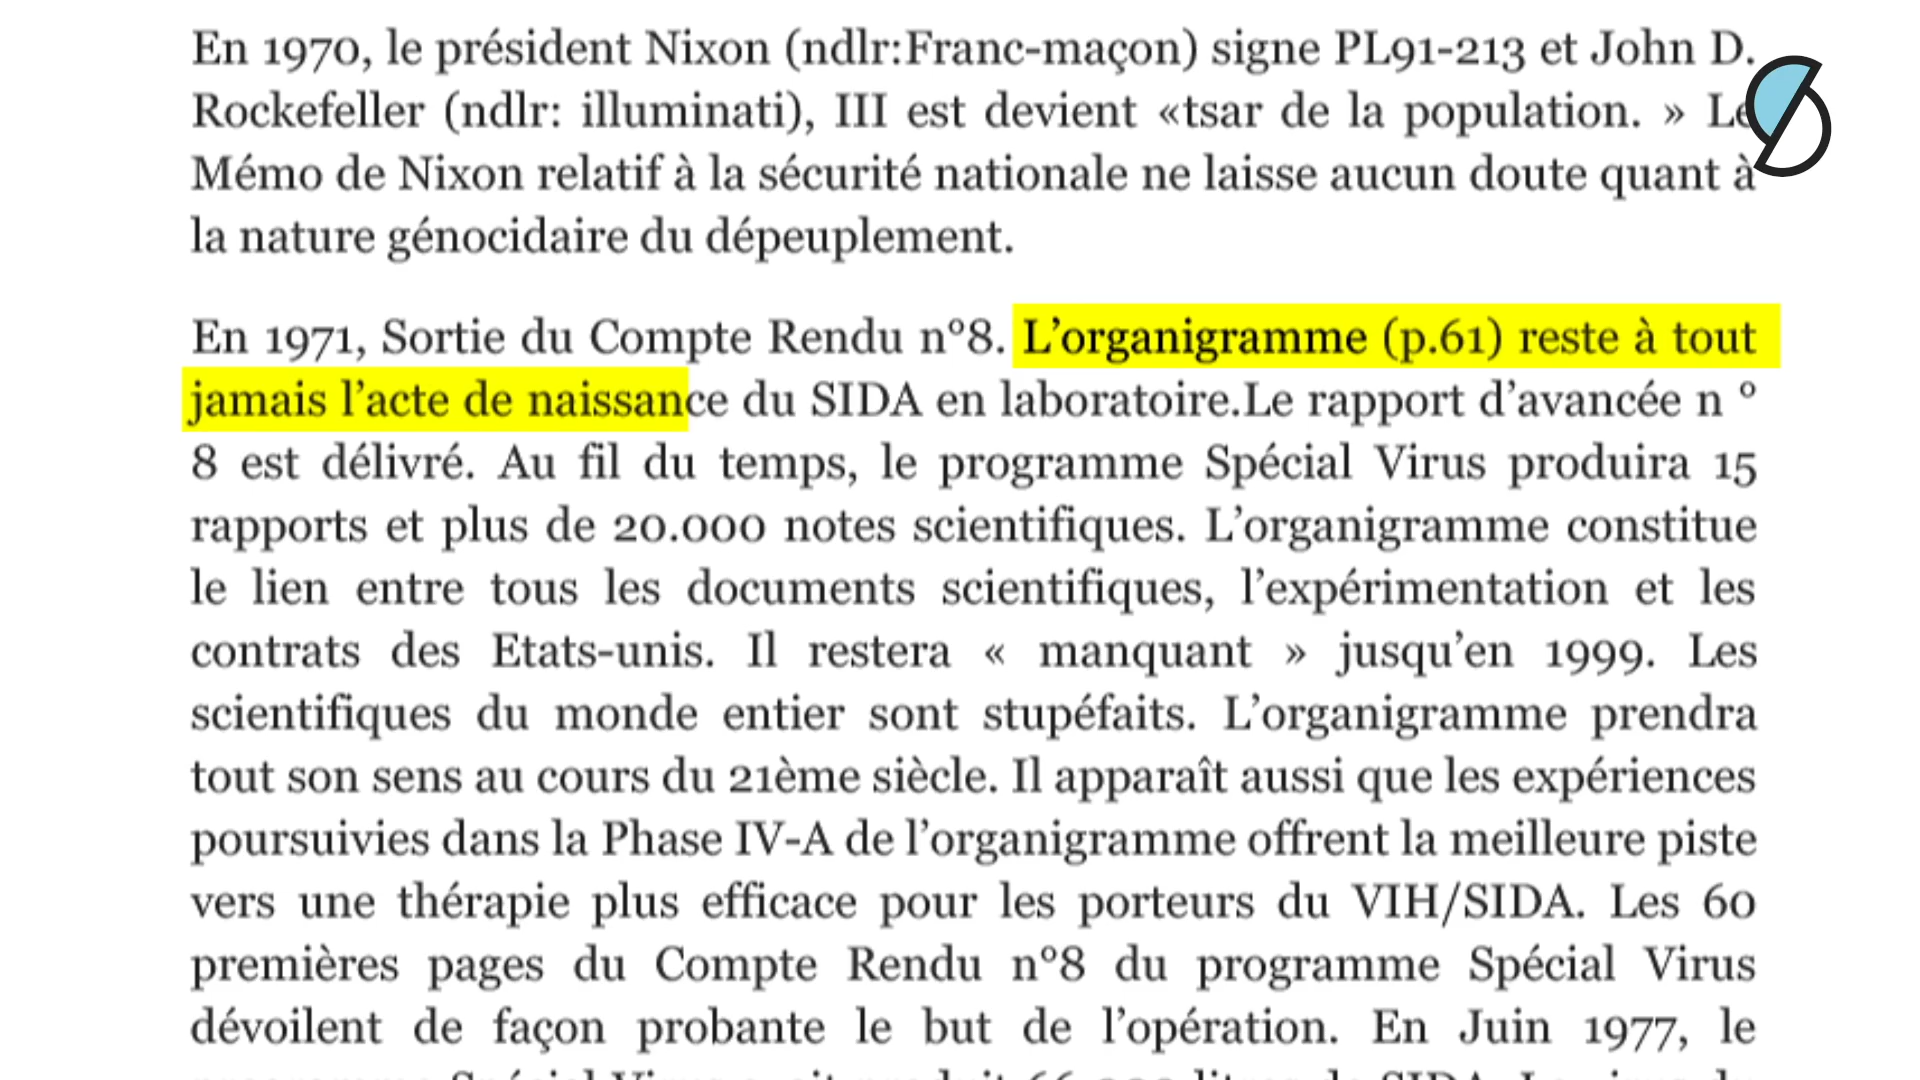 En 1970, le président Nixon (ndlr:Franc-maçon) signe PL91-213 et John D.
Rockefeller (ndlr: illuminati), III est devient «tsar de la population. » Le
Mémo de Nixon relatif à la sécurité nationale ne laisse aucun doute quant à
la nature génocidaire du dépeuplement.
En 1971, Sortie du Compte Rendu n°8. L’organigramme (p.61) reste à tout
jamais l’acte de naissance du SIDA en laboratoire.Le rapport d’avancée n °
8 est délivré. Au fil du temps, le programme Spécial Virus produira 15
rapports et plus de 20.000 notes scientifiques. L’organigramme constitue
le lien entre tous les documents scientifiques, l’expérimentation et les
contrats des Etats-unis. Il restera « manquant » jusqu’en 1999. Les
scientifiques du monde entier sont stupéfaits. L’organigramme prendra
tout son sens au cours du 21ème siècle. Il apparaît aussi que les expériences
poursuivies dans la Phase IV-A de l’organigramme offrent la meilleure piste
vers une thérapie plus efficace pour les porteurs du VIH/SIDA. Les 60
premières pages du Compte Rendu n°8 du programme Spécial Virus
dévoilent de façon probante le but de l’opération. En Juin 1977, le